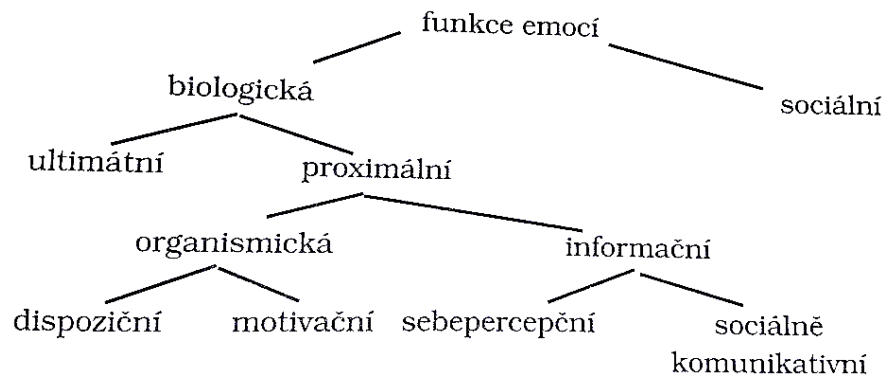 funkce emocí
biologická
sociální
ultimátní
proximální
organismická
informační
dispoziční
motivační
sebepercepční
sociálně
komunikativní